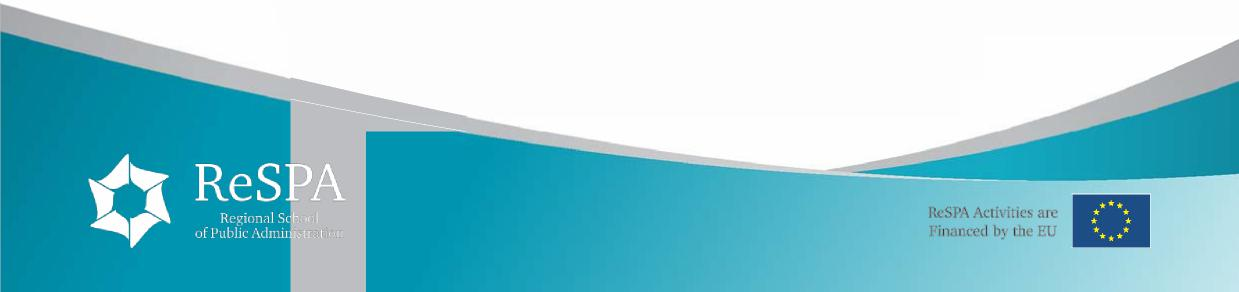 ReSPA
Regional School
of Public Administration
ReSPA Activities are
Financed by the EU